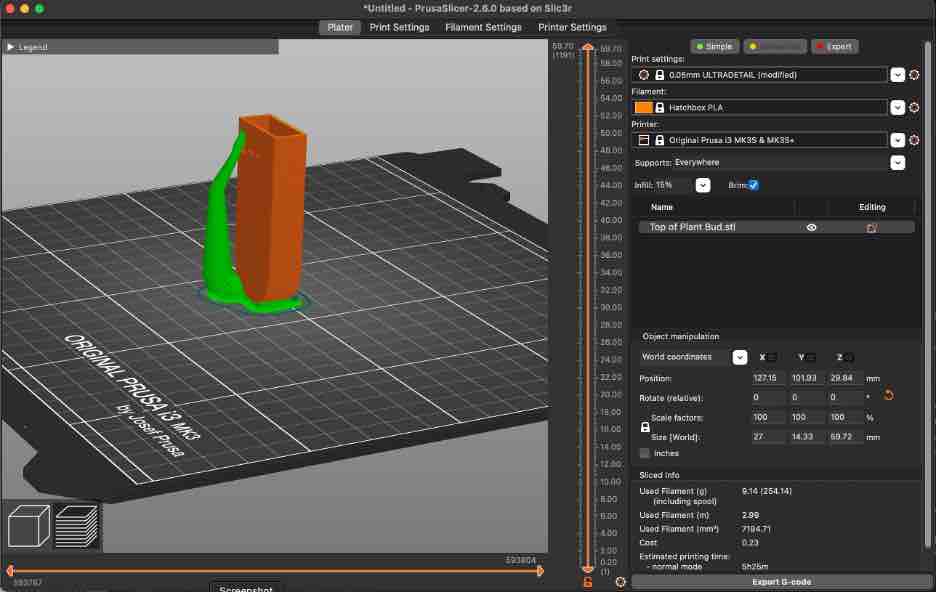 *Untitled - PrusaSlicer-2.6.0 based on Slic3r
Plater Print Settings Filament Settings Printer Settings
Legend
59.70
(1191)
59.70
58.00
56.00
54.00
52.00
50.00
48.00
46.00
44.00
42.00
40.00
38.00
36.00
34.00
32.00
30.00
28.00
26.00
24.00
22.00
20.00
18.00
16.00
14.00
12.00
10.00
8.00
6.00
4.00
2.00
0.20
(1)
Simple Expert
Print settings:
0.05mm ULTRADETAIL (modified)
Filament:
Hatchbox PLA
Printer:
Original Prusa i3 MK3S & MK3S+
Supports: Everywhere
Infill: 15% Brim:
Name Editing
Top of Plant Bud.stl
Object manipulation
World coordinates X Y Z
Position: 127.15 101.93 29.84 mm
Rotate (relative): 0 0 0 °
Scale factors: 100 100 100 %
Size [World]: 27 14.33 59.72 mm
Inches
Sliced Info
Used Filament (g) 9.14 (254.14)
(including spool)
Used Filament (m) 2.99
Used Filament (mm³) 7194.71
Cost 0.23
Estimated printing time:
- normal mode 5h25m
Export G-code
ORIGINAL PRUSA i3 MK3
by Josef Prusa
593804
593767
Screenshot